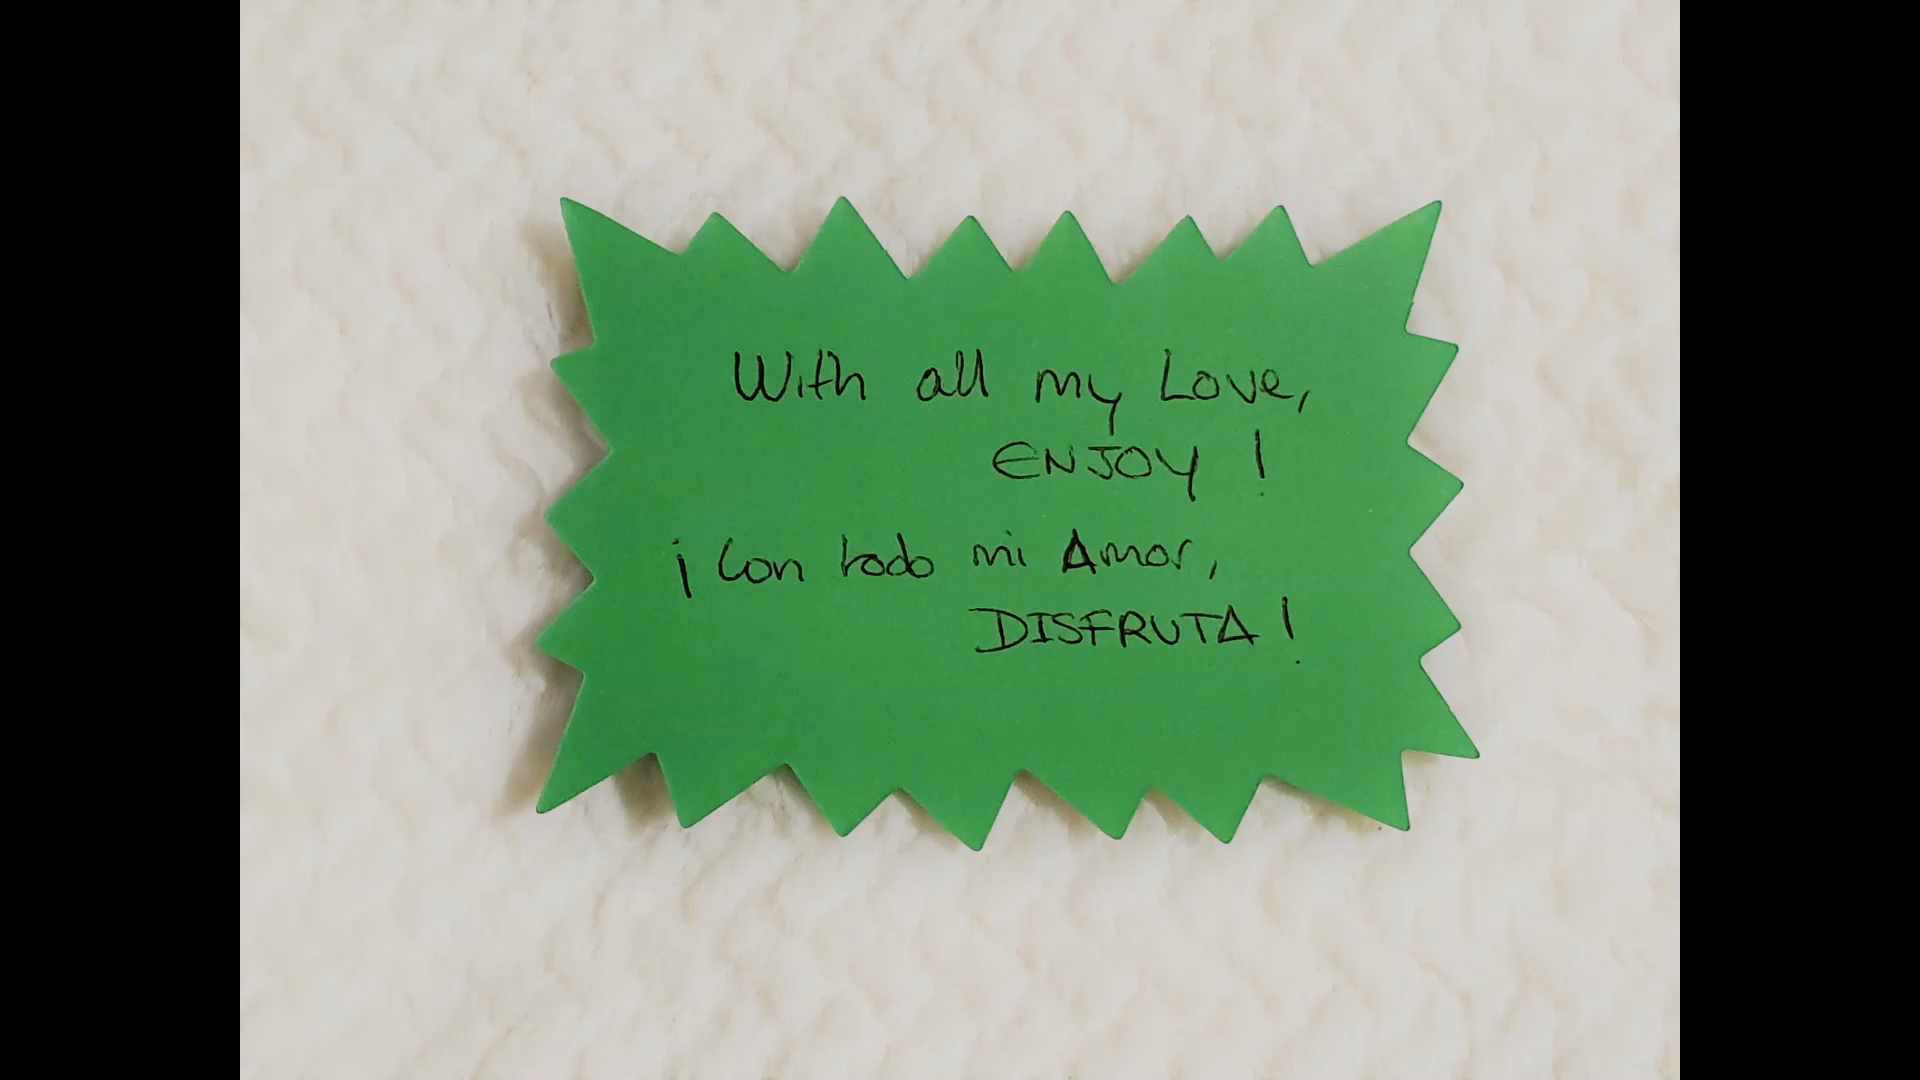 With all my Love,
ENJOY !
¡ Con todo mi Amor,
DISFRUTA !